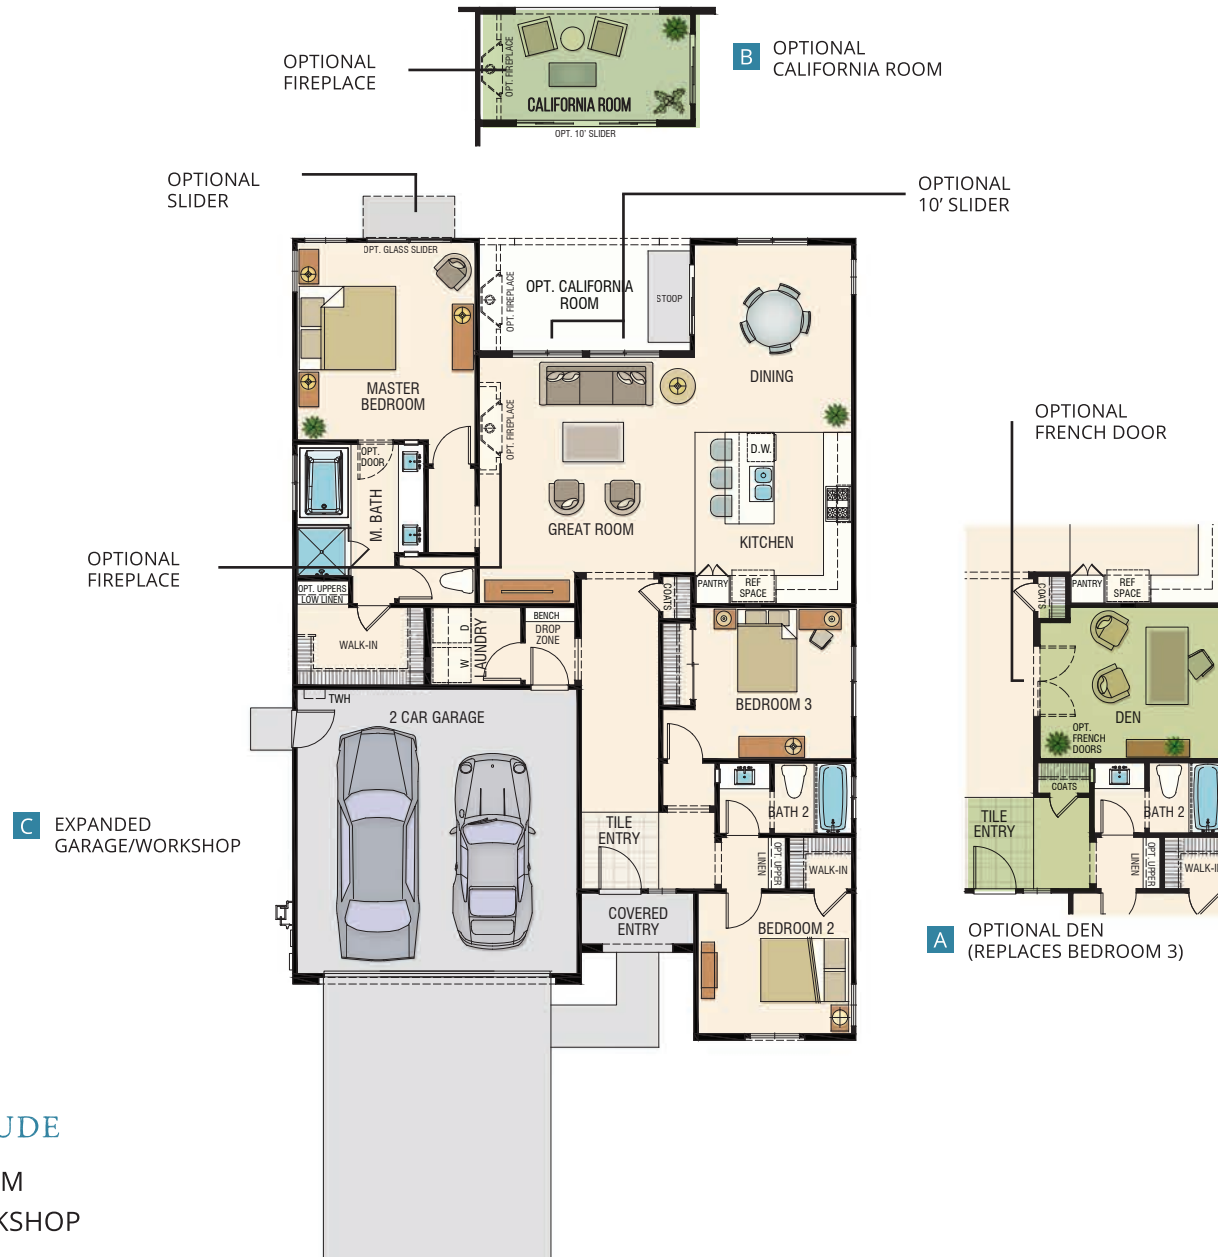 OPTIONAL
FIREPLACE
OPT. FIREPLACE
CALIFORNIA ROOM
OPT. 10' SLIDER
B
OPTIONAL
CALIFORNIA ROOM
OPTIONAL
SLIDER
OPTIONAL
10’ SLIDER
OPT. GLASS SLIDER
OPT. FIREPLACE
OPT. CALIFORNIA
ROOM
STOOP
MASTER
BEDROOM
DINING
OPT. FIREPLACE
OPT.
DOOR
M. BATH
GREAT ROOM
D.W.
KITCHEN
OPTIONAL
FIREPLACE
OPT. UPPERS
LOW LINEN
WALK-IN
D
W
LAUNDRY
BENCH
DROP
ZONE
COATS
PANTRY
REF
SPACE
BEDROOM 3
TWH
2 CAR GARAGE
C
EXPANDED
GARAGE/WORKSHOP
TILE
ENTRY
BATH 2
LINEN
OPT. UPPER
WALK-IN
COVERED
ENTRY
BEDROOM 2
OPTIONAL
FRENCH DOOR
COATS
PANTRY
REF
SPACE
DEN
OPT.
FRENCH
DOORS
COATS
TILE
ENTRY
BATH 2
LINEN
OPT. UPPER
WALK-I
A
OPTIONAL DEN
(REPLACES BEDROOM 3)
UDE
M
KSHOP